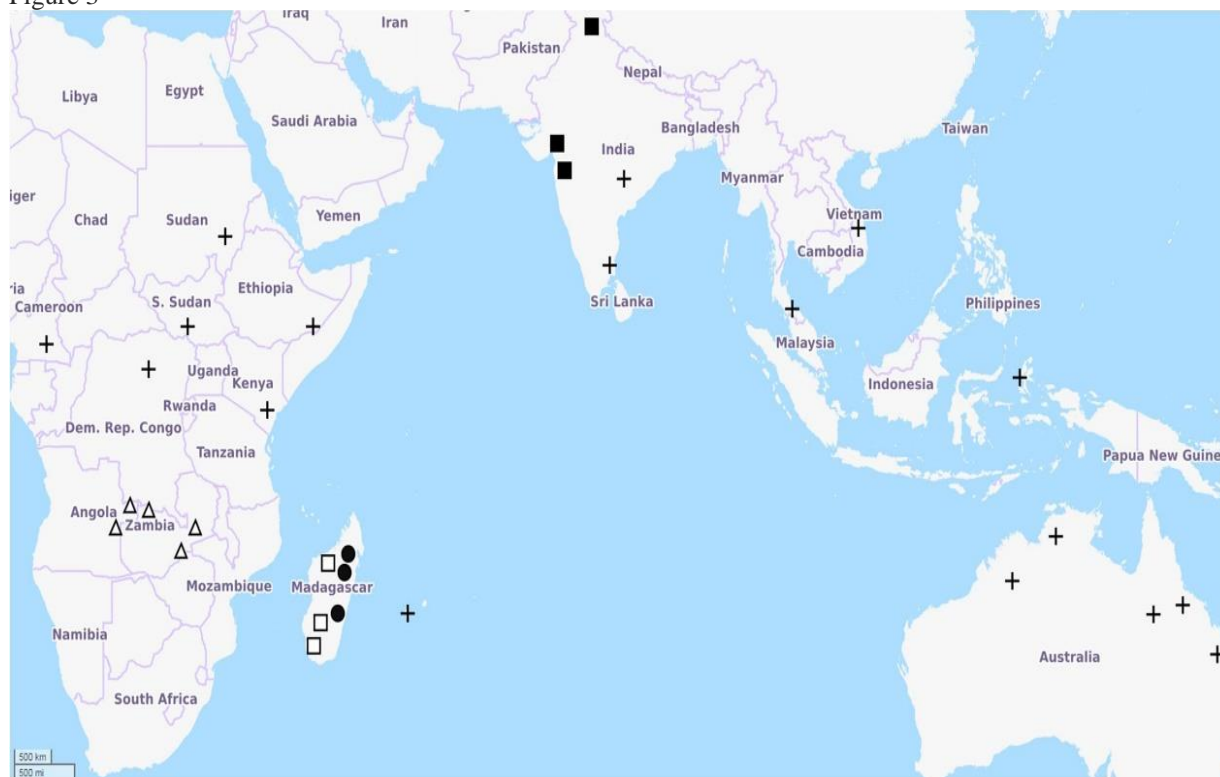 Figure 3
Iraq
Iran
Pakistan
Nepal
Libya
Egypt
Saudi Arabia
Bangladesh
Taiwan
India
Myanmar
iger
Chad
Sudan
Yemen
Vietnam
Cambodia
ria
Cameroon
S. Sudan
Ethiopia
Sri Lanka
Philippines
Malaysia
Uganda
Kenya
Indonesia
Rwanda
Dem. Rep. Congo
Tanzania
Papua New Guine
Angola
Zambia
Mozambique
Madagascar
Namibia
Australia
South Africa
500 km
500 mi